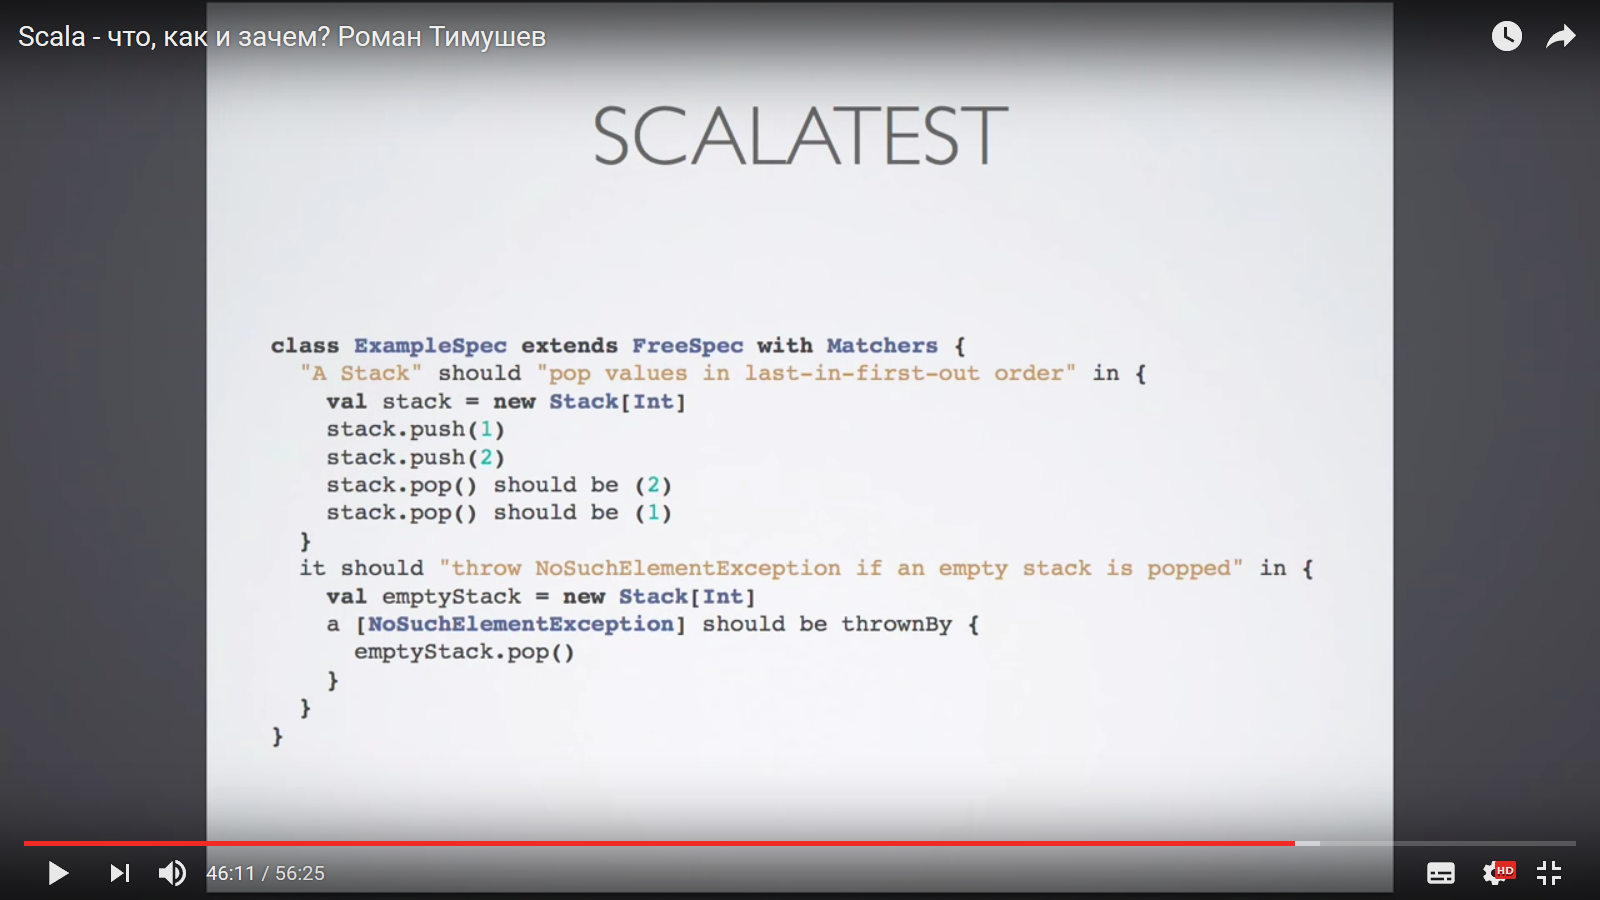 Scala - что, как и зачем? Роман Тимушев
SCALATEST
class ExampleSpec extends FreeSpec with Matchers {
  "A Stack" should "pop values in last-in-first-out order" in {
    val stack = new Stack[Int]
    stack.push(1)
    stack.push(2)
    stack.pop() should be (2)
    stack.pop() should be (1)
  }
  it should "throw NoSuchElementException if an empty stack is popped" in {
    val emptyStack = new Stack[Int]
    a [NoSuchElementException] should be thrownBy {
      emptyStack.pop()
    }
  }
}
46:11 / 56:25
HD